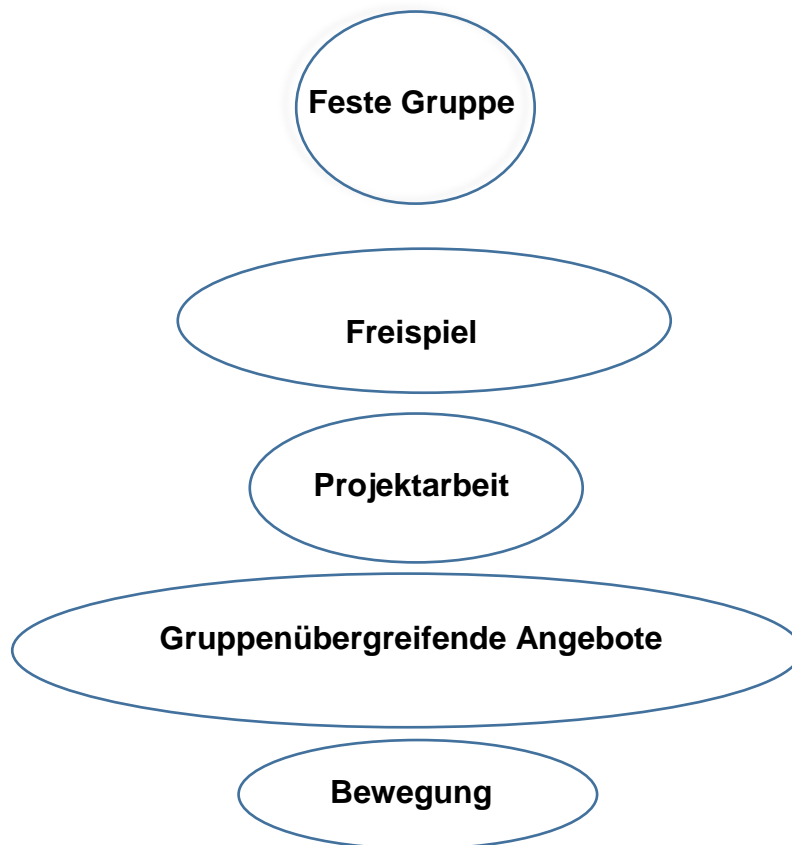 Feste Gruppe
Freispiel
Projektarbeit
Gruppenübergreifende Angebote
Bewegung